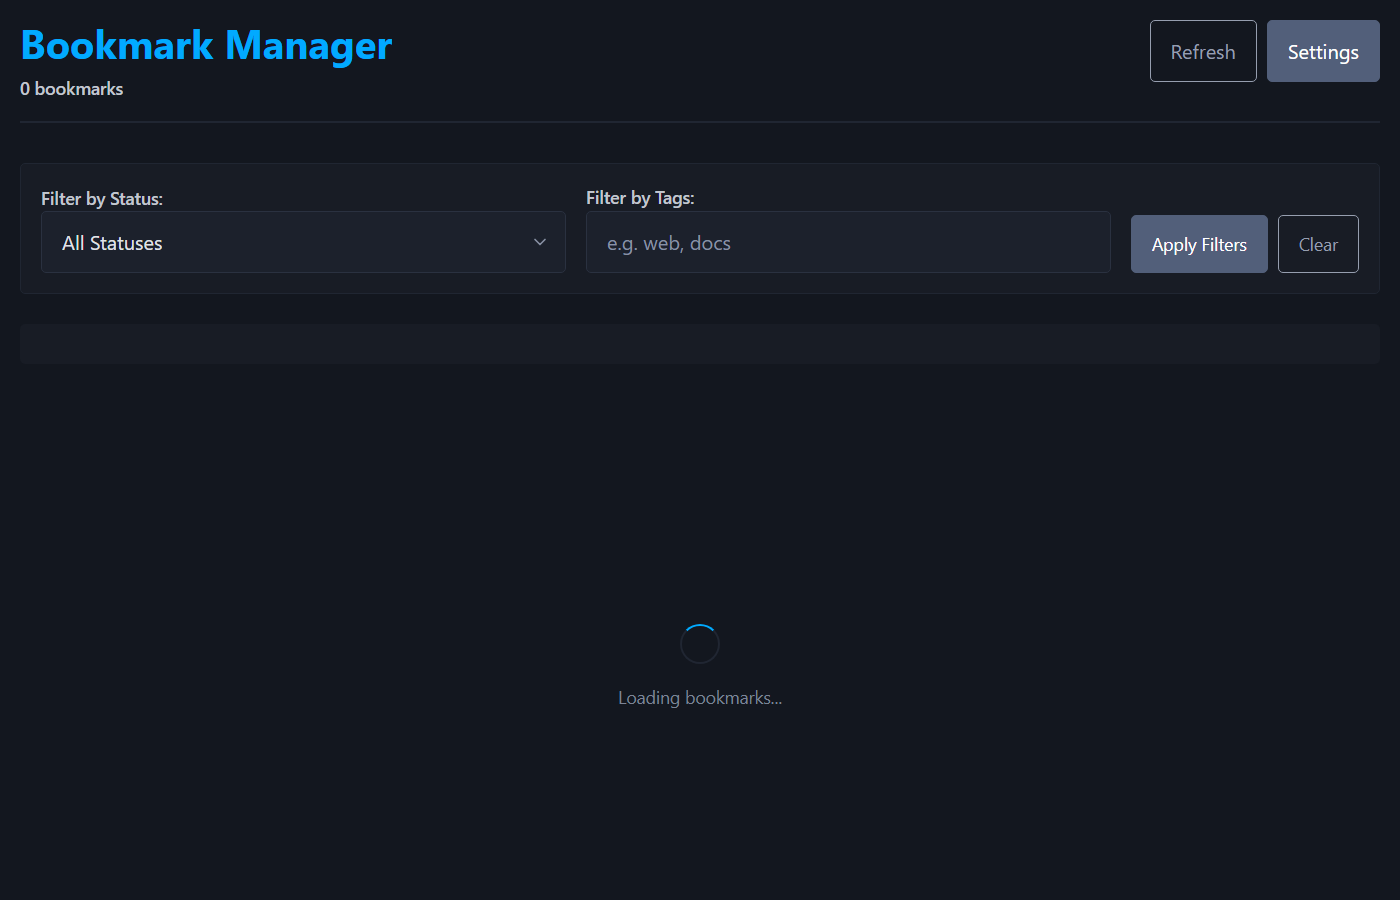 Bookmark Manager
0 bookmarks
Refresh
Settings
Filter by Status:
All Statuses
Filter by Tags:
e.g. web, docs
Apply Filters
Clear
Loading bookmarks...